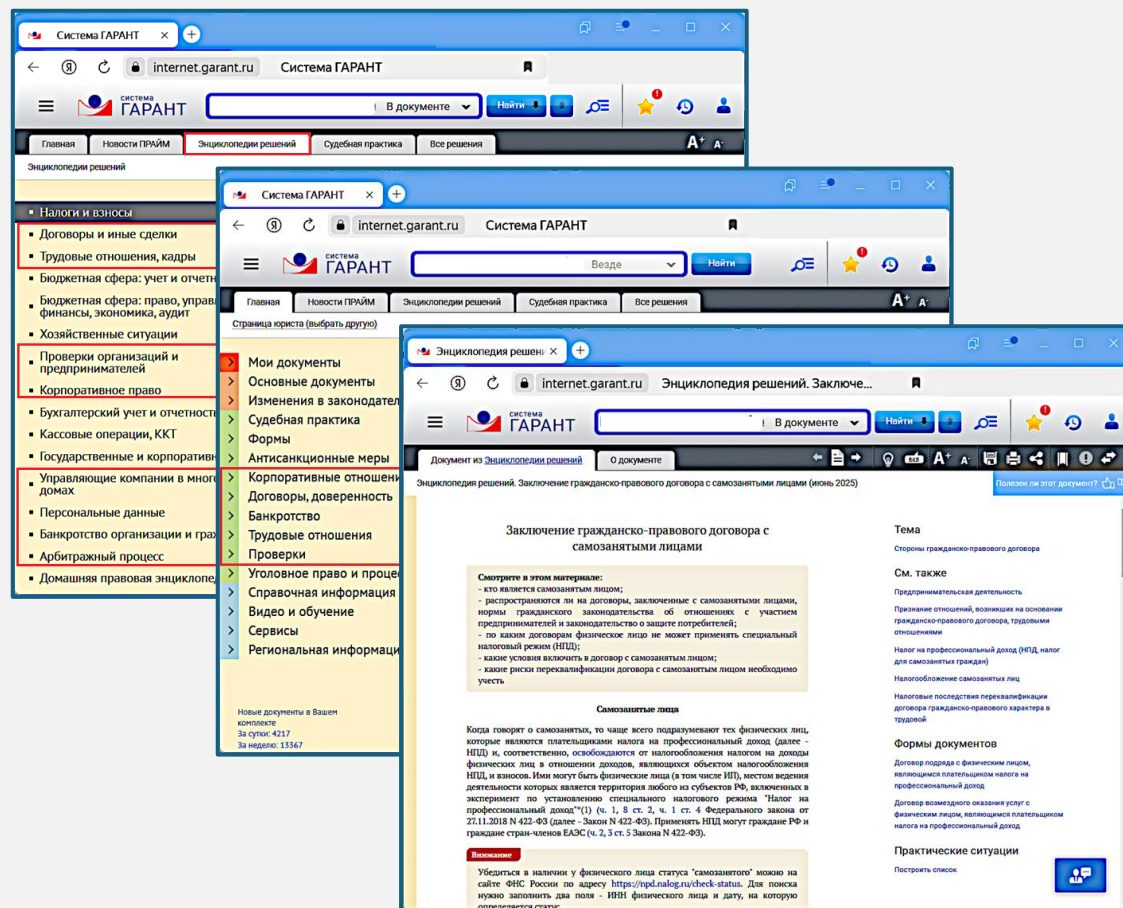 Система ГАРАНТ
internet.garant.ru Система ГАРАНТ
система
ГАРАНТ
В документе
Найти
Главная
Новости ПРАЙМ
Энциклопедии решений
Судебная практика
Все решения
А+ А-
Энциклопедии решений
Налоги и взносы
Договоры и иные сделки
Трудовые отношения, кадры
Бюджетная сфера: учет и
Бюджетная сфера: право,
финансы, экономика, аудит
Хозяйственные ситуации
Проверки организаций и
предпринимателей
Корпоративное право
Бухгалтерский учет и
Кассовые операции, ККТ
Государственные и
Управляющие компании в
домах
Персональные данные
Банкротство организации и
Арбитражный процесс
Домашняя правовая
Система ГАРАНТ
internet.garant.ru Система ГАРАНТ
система
ГАРАНТ
Везде
Найти
Главная
Новости ПРАЙМ
Энциклопедии решений
Судебная практика
Все решения
А+ А-
Страница юриста (выбрать другую)
Мои документы
Основные документы
Изменения в
Судебная практика
Формы
Антисанкционные меры
Корпоративные
Договоры, доверенность
Банкротство
Трудовые отношения
Проверки
Уголовное право и
Справочная информация
Видео и обучение
Сервисы
Региональная
Новые документы в Вашем
комплекте
За сутки: 4217
За неделю: 13367
Энциклопедия
internet.garant.ru Энциклопедия решений. Заключе...
система
ГАРАНТ
В документе
Найти
Документ из Энциклопедии решений
О документе
А+ А-
Энциклопедия решений. Заключение гражданско-правового договора с самозанятыми лицами (июнь 2025)
Полезен ли этот документ?
Заключение гражданско-правового договора с
самозанятыми лицами
Смотрите в этом материале:
- кто является самозанятым лицом;
- распространяются ли на договоры, заключенные с самозанятыми лицами,
нормы гражданского законодательства об отношениях с участием
предпринимателей и законодательство о защите потребителей;
- по каким договорам физическое лицо не может применять специальный
налоговый режим (НПД);
- какие условия включить в договор с самозанятым лицом;
- какие риски переквалификации договора с самозанятым лицом необходимо
учесть
Самозанятые лица
Когда говорят о самозанятых, то чаще всего подразумевают тех физических лиц,
которые являются плательщиками налога на профессиональный доход (далее -
НПД) и, соответственно, освобождаются от налогообложения налогом на доходы
физических лиц в отношении доходов, являющихся объектом налогообложения
НПД, и взносов. Ими могут быть физические лица (в том числе ИП), местом ведения
деятельности которых является территория любого из субъектов РФ, включенных в
эксперимент по установлению специального налогового режима "Налог на
профессиональный доход"*(1) (ч. 1, 8 ст. 2, ч. 1 ст. 4 Федерального закона от
27.11.2018 N 422-ФЗ (далее - Закон N 422-ФЗ). Применять НПД могут граждане РФ и
граждане стран-членов ЕАЭС (ч. 2, 3 ст. 5 Закона N 422-ФЗ).
Внимание
Убедиться в наличии у физического лица статуса "самозанятого" можно на
сайте ФНС России по адресу https://npd.nalog.ru/check-status. Для поиска
нужно заполнить два поля - ИНН физического лица и дату, на которую
определяется статус
Тема
Стороны гражданско-правового договора
См. также
Предпринимательская деятельность
Признание отношений, возникших на основании
гражданско-правового договора, трудовыми
отношениями
Налог на профессиональный доход (НПД, налог
для самозанятых граждан)
Налогообложение самозанятых лиц
Налоговые последствия переквалификации
договора гражданско-правового характера в
трудовой
Формы документов
Договор подряда с физическим лицом,
являющимся плательщиком налога на
профессиональный доход
Договор возмездного оказания услуг с
физическим лицом, являющимся плательщиком
налога на профессиональный доход
Практические ситуации
Построить список